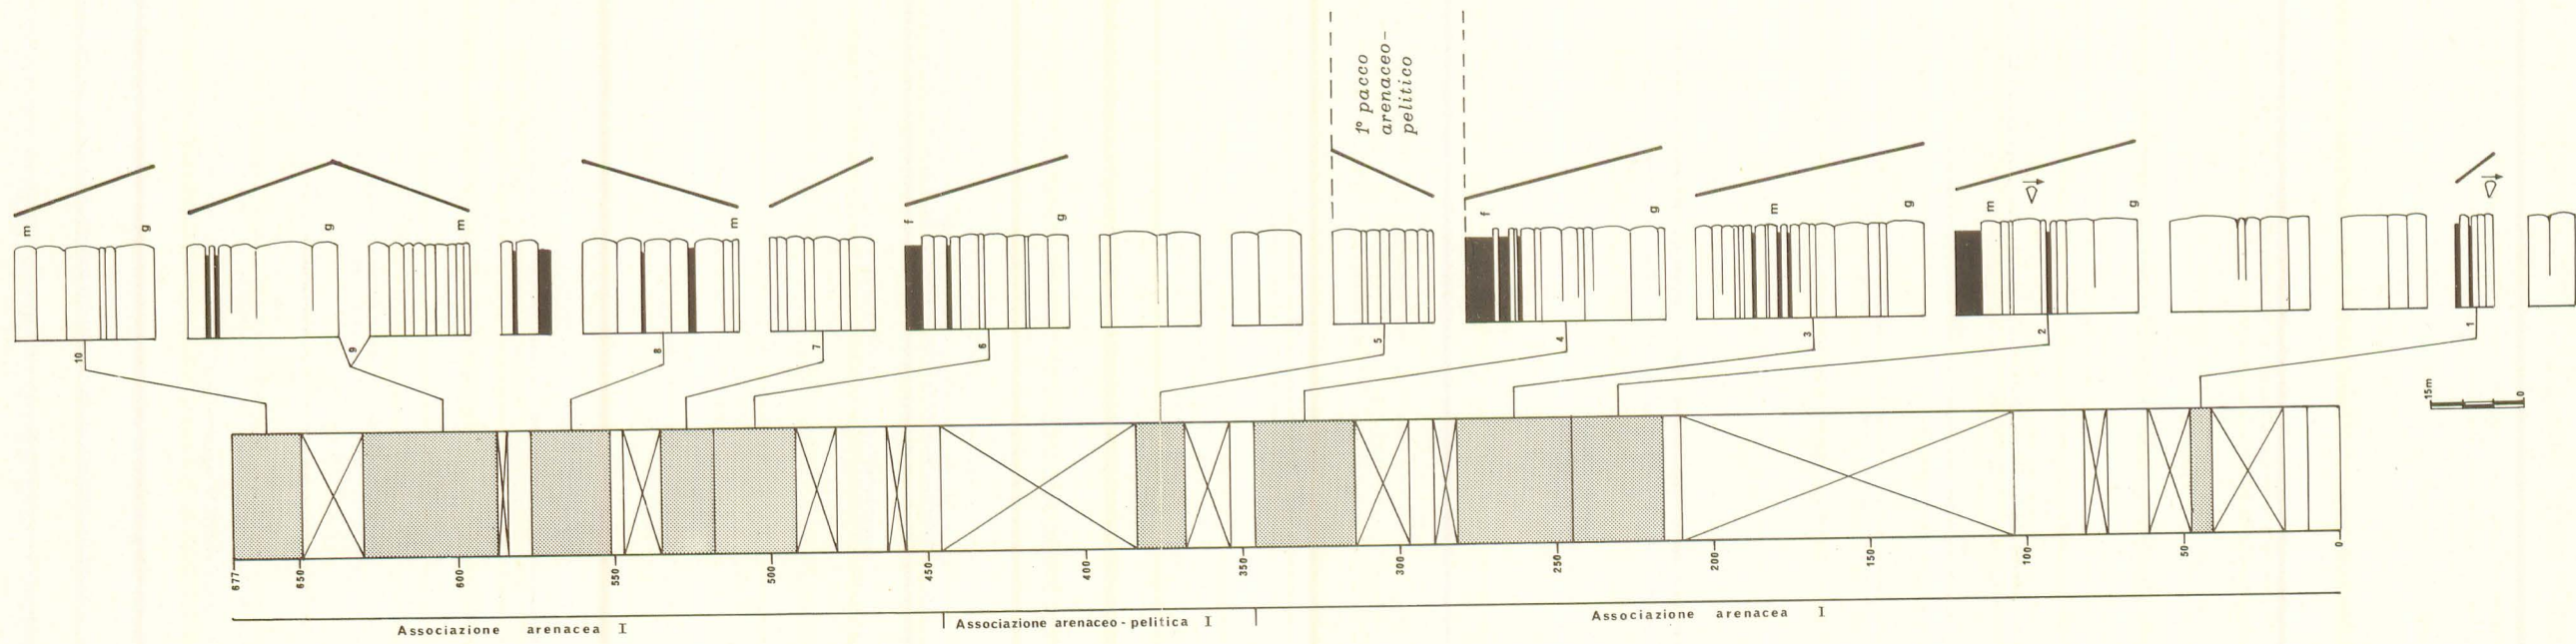 1º pacco
arenaceo-
pelitico
m g g m m f g f g m g m g
10 9 8 7 6 5 4 3 2 1
15m 0
677 650 600 550 500 450 400 350 300 250 200 150 100 50 0
Associazione arenacea I
Associazione arenaceo-pelitica I
Associazione arenacea I